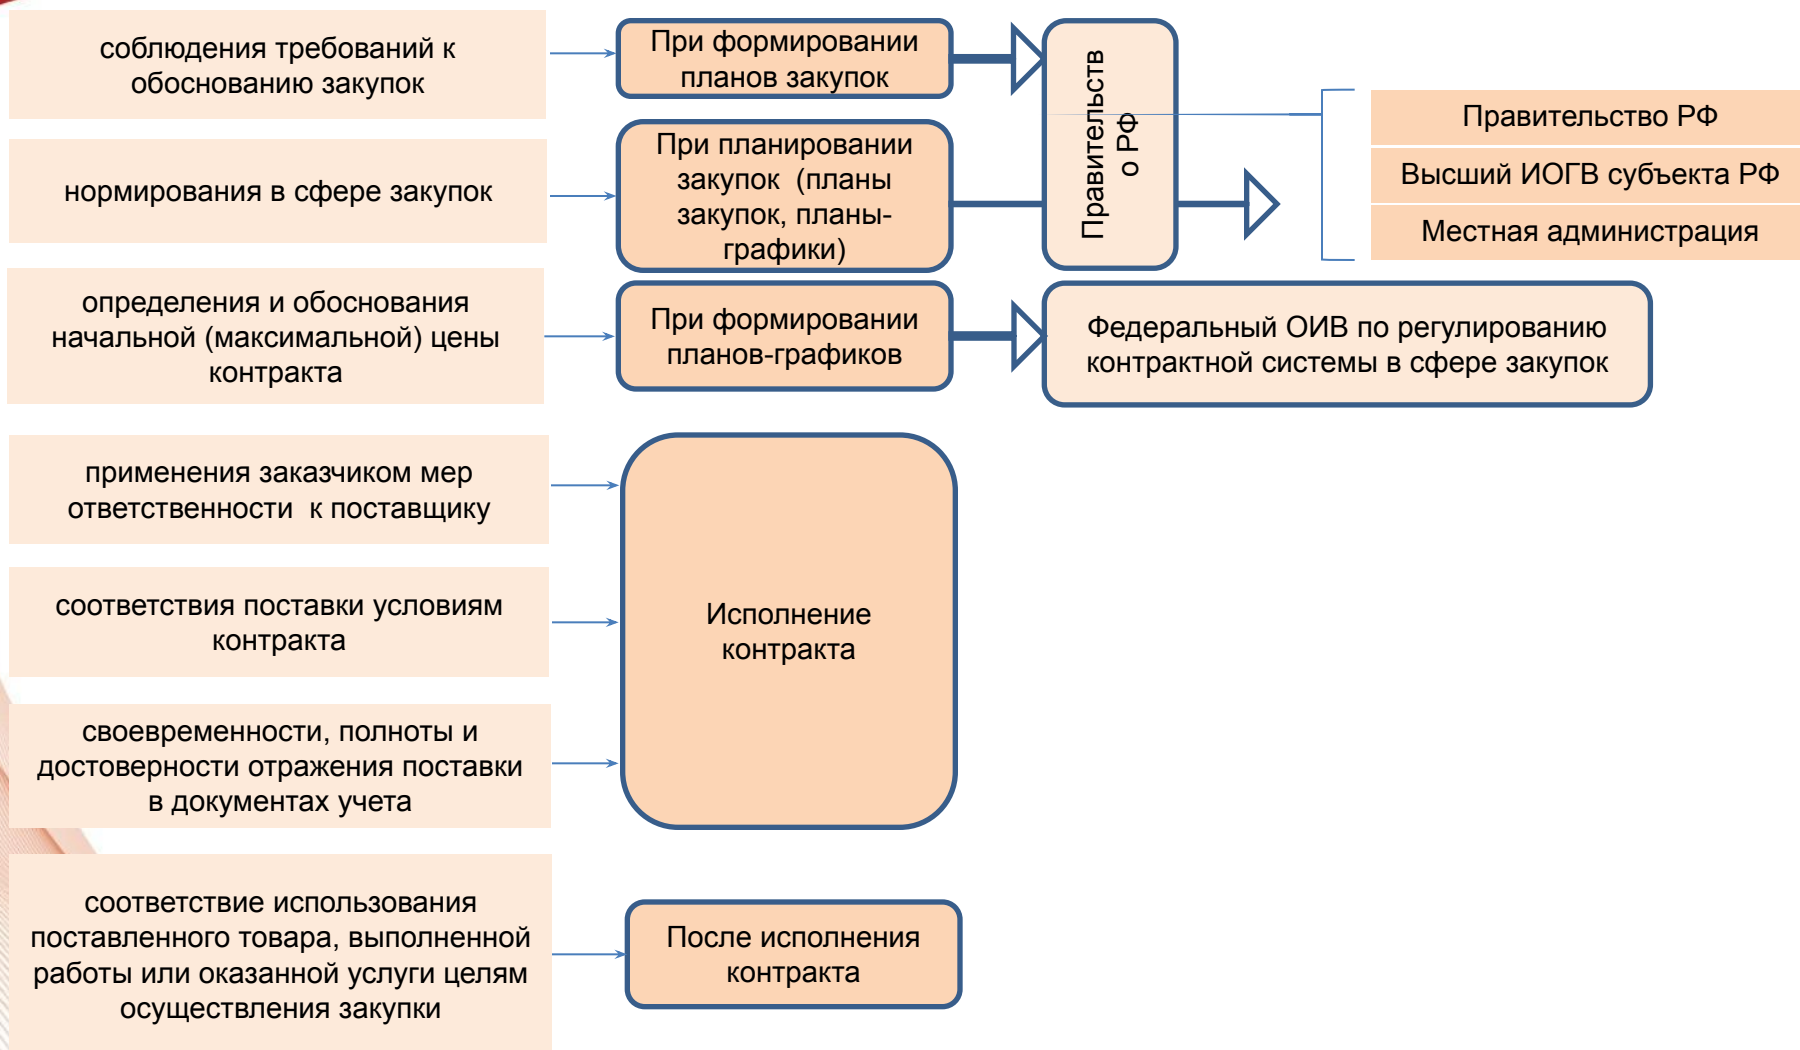 соблюдения требований к
обоснованию закупок
При формировании
планов закупок
Правительств
о РФ
Правительство РФ
Высший ИОГВ субъекта РФ
Местная администрация
нормирования в сфере закупок
При планировании
закупок (планы
закупок, планы-
графики)
определения и обоснования
начальной (максимальной) цены
контракта
При формировании
планов-графиков
Федеральный ОИВ по регулированию
контрактной системы в сфере закупок
применения заказчиком мер
ответственности к поставщику
соответствия поставки условиям
контракта
своевременности, полноты и
достоверности отражения поставки
в документах учета
Исполнение
контракта
соответствие использования
поставленного товара, выполненной
работы или оказанной услуги целям
осуществления закупки
После исполнения
контракта